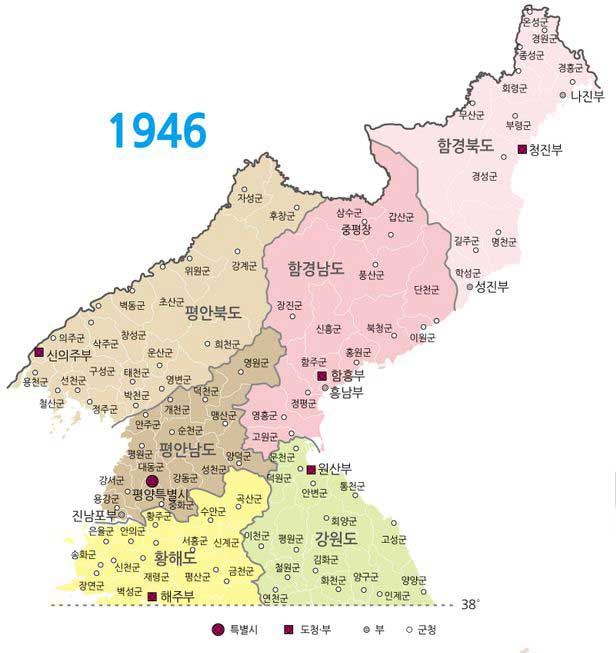 온성군
경원군
종성군
경흥군
회령군
나진부
무산군
부령군
1946
함경북도
청진부
경성군
자성군
후창군
삼수군
갑산군
중평장
길주군
명천군
위원군
강계군
함경남도
풍산군
학성군
성진부
단천군
벽동군
초산군
장진군
평안북도
신흥군
북청군
이원군
의주군
삭주군
창성군
희천군
신의주부
운산군
영원군
함주군
홍원군
구성군
태천군
함흥부
용천군
선천군
영변군
덕천군
흥남부
철산군
박천군
정주군
개천군
맹산군
영흥군
정평군
안주군
순천군
고원군
평원군
평안남도
양덕군
문천군
대동군
성천군
원산부
강서군
강동군
덕원군
평양특별시
안변군
통천군
용강군
중화군
곡산군
진남포부
황주군
수안군
회양군
은율군
안악군
고성군
서흥군
신계군
이천군
평원군
강원도
송화군
황해도
김화군
신천군
철원군
재령군
평산군
금천군
장연군
화천군
양구군
양양군
벽성군
해주부
연천군
인제군
38°
특별시
도청·부
부
군청